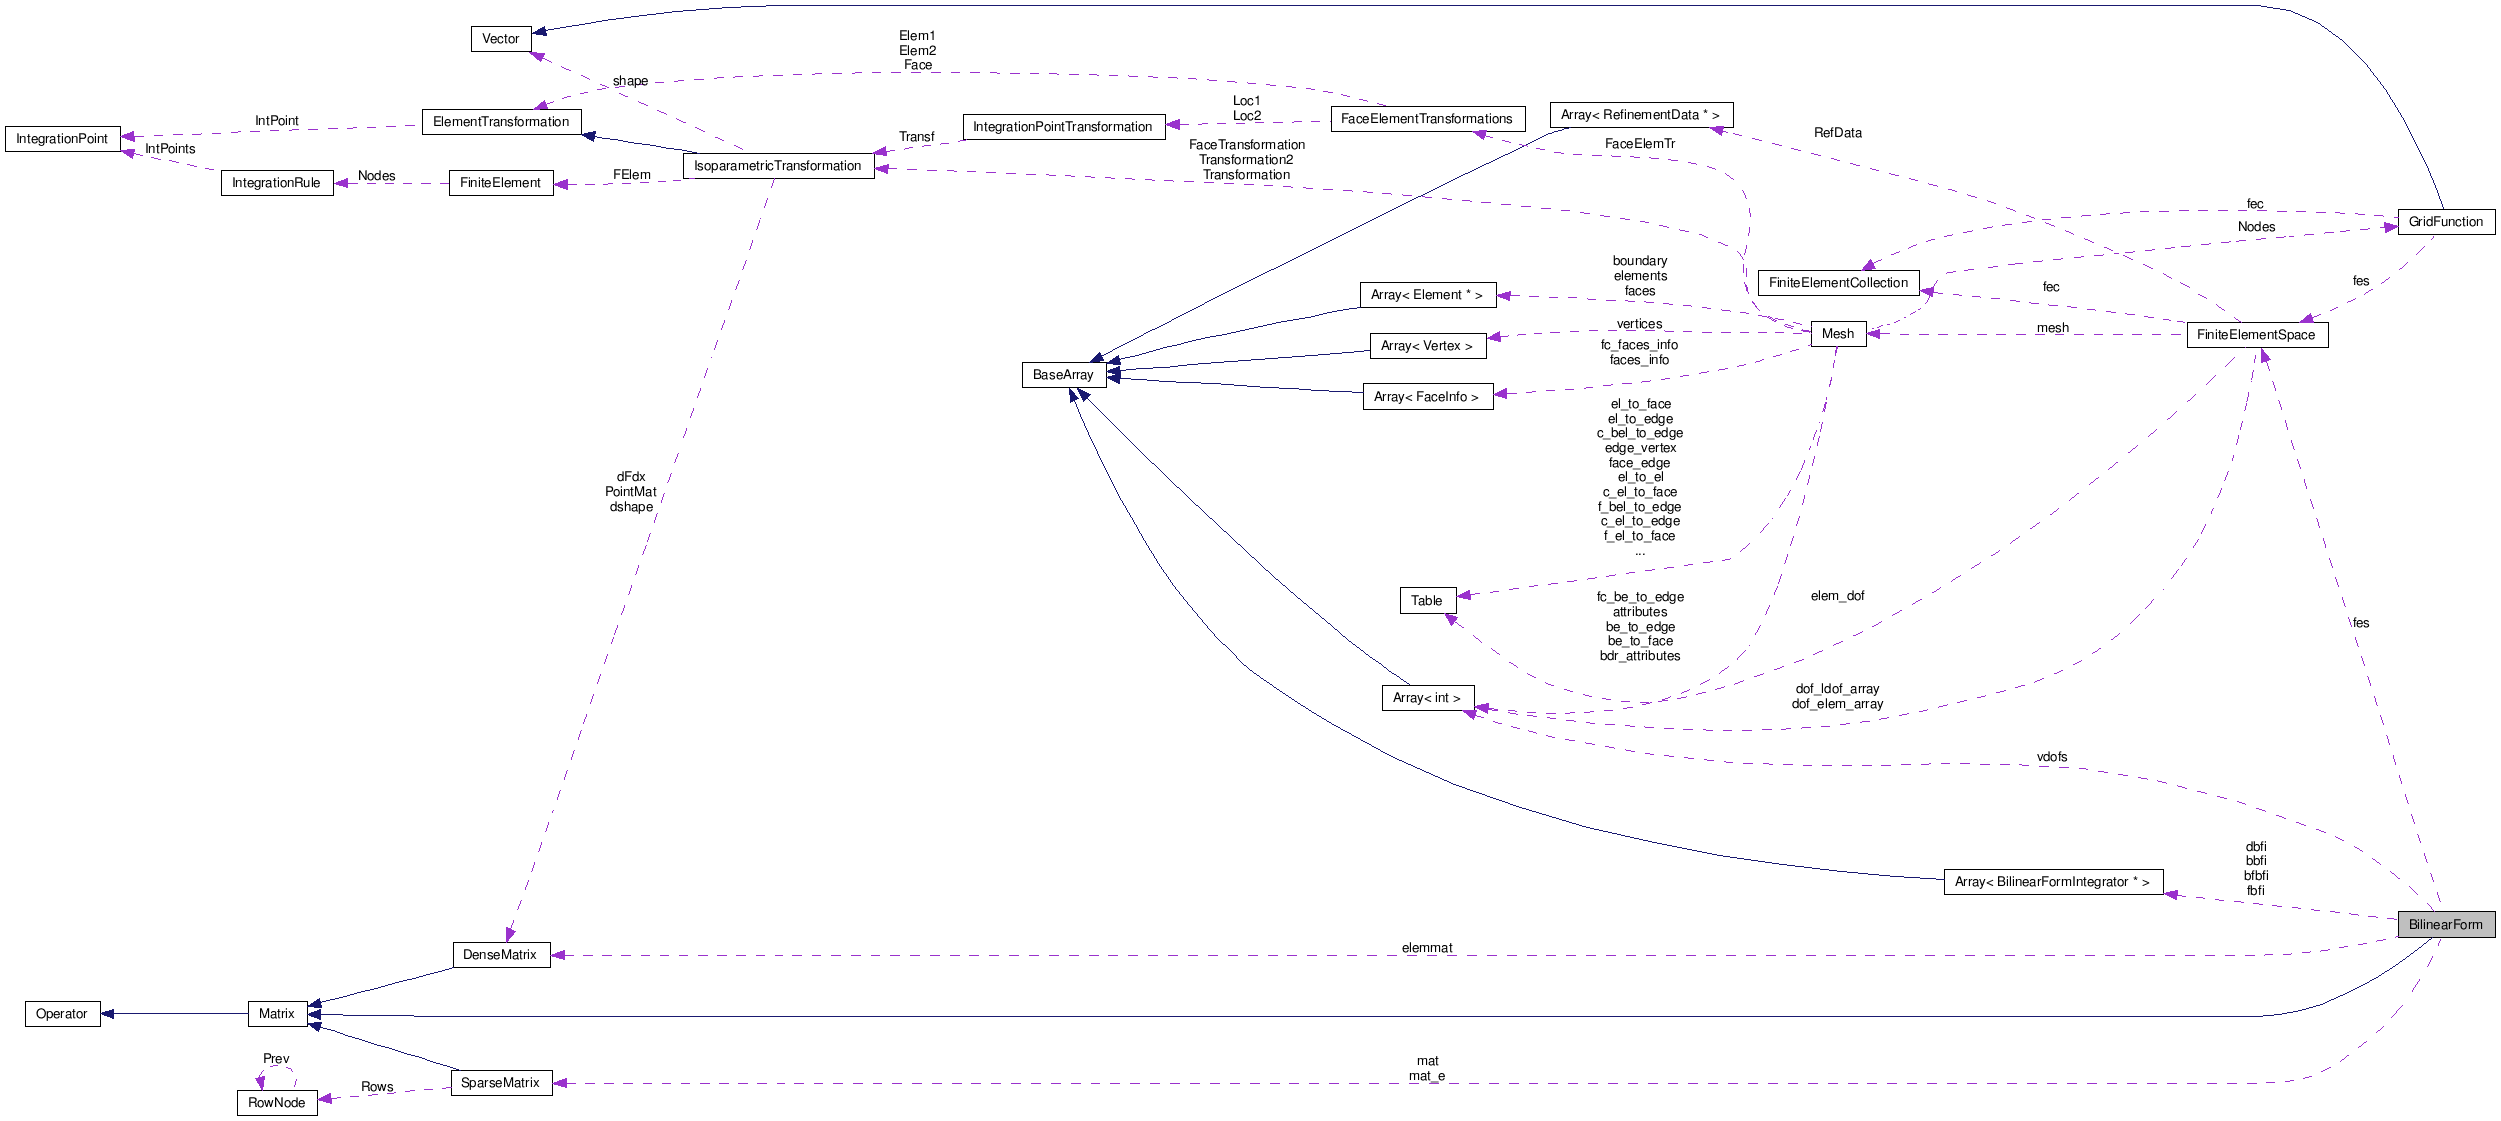 Vector
Elem1
Elem2
Face
shape
ElementTransformation
IntPoint
IntegrationPoint
IntPoints
IntegrationRule
Nodes
FiniteElement
FElem
IsoparametricTransformation
Transf
IntegrationPointTransformation
Loc1
Loc2
FaceElementTransformations
Array< RefinementData * >
FaceTransformation
Transformation2
Transformation
FaceElemTr
RefData
fec
Nodes
GridFunction
boundary
elements
faces
Array< Element * >
FiniteElementCollection
fec
fes
vertices
Array< Vertex >
Mesh
mesh
FiniteElementSpace
fc_faces_info
faces_info
BaseArray
Array< FaceInfo >
el_to_face
el_to_edge
c_bel_to_edge
edge_vertex
face_edge
el_to_el
c_el_to_face
f_bel_to_edge
c_el_to_edge
f_el_to_face
...
dFdx
PointMat
dshape
Table
fc_be_to_edge
attributes
be_to_edge
be_to_face
bdr_attributes
elem_dof
fes
Array< int >
dof_ldof_array
dof_elem_array
vdofs
dbfi
bbfi
bfbfi
fbfi
Array< BilinearFormIntegrator * >
BilinearForm
DenseMatrix
elemmat
Operator
Matrix
Prev
RowNode
Rows
SparseMatrix
mat
mat_e